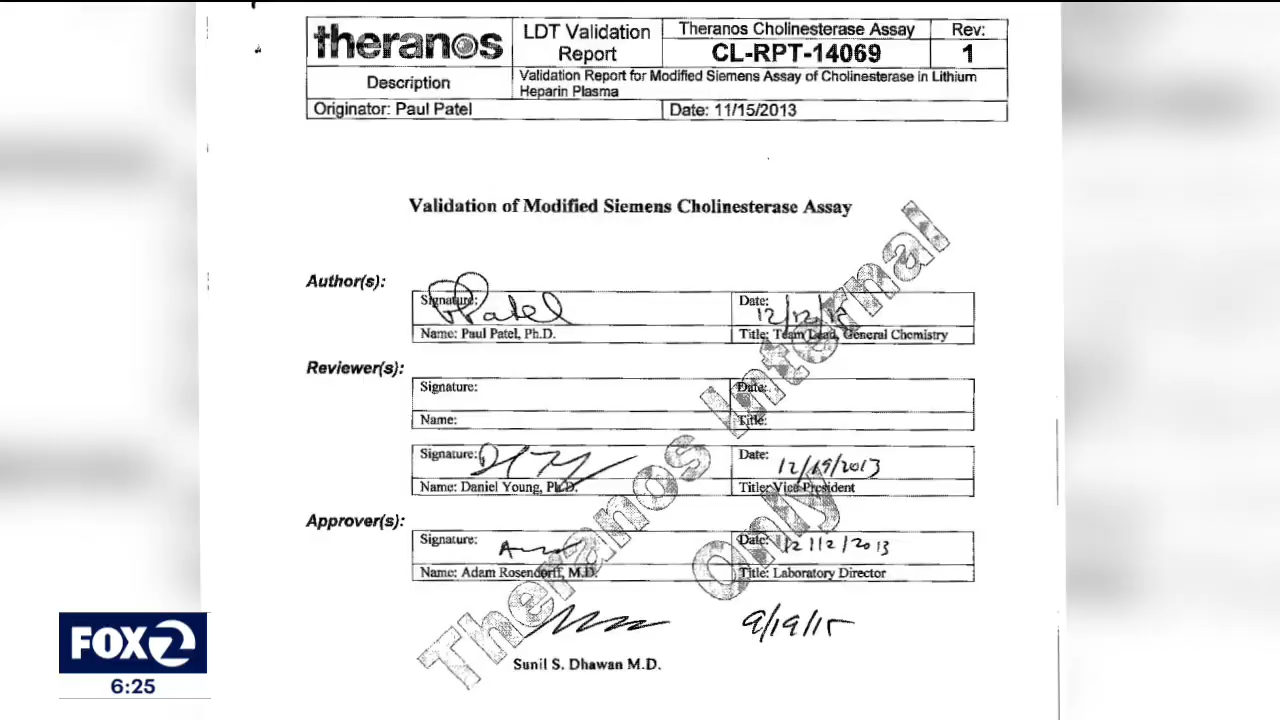 theranos
LDT Validation
Report
Theranos Cholinesterase Assay
CL-RPT-14069
Rev:
1
Description
Validation Report for Modified Siemens Assay of Cholinesterase in Lithium
Heparin Plasma
Originator: Paul Patel
Date: 11/15/2013
Validation of Modified Siemens Cholinesterase Assay
Author(s):
Signature: PPatel
Date: 12/12/13
Name: Paul Patel, Ph.D.
Title: Team Lead, General Chemistry
Reviewer(s):
Signature:
Date:
Name:
Title:
Signature:
Date: 12/19/2013
Name: Daniel Young, Ph.D.
Title: Vice President
Approver(s):
Signature:
Date: 12/12/2013
Name: Adam Rosendorff, M.D.
Title: Laboratory Director
9/19/15
Sunil S. Dhawan M.D.
Theranos Internal
Only
FOX 2
6:25